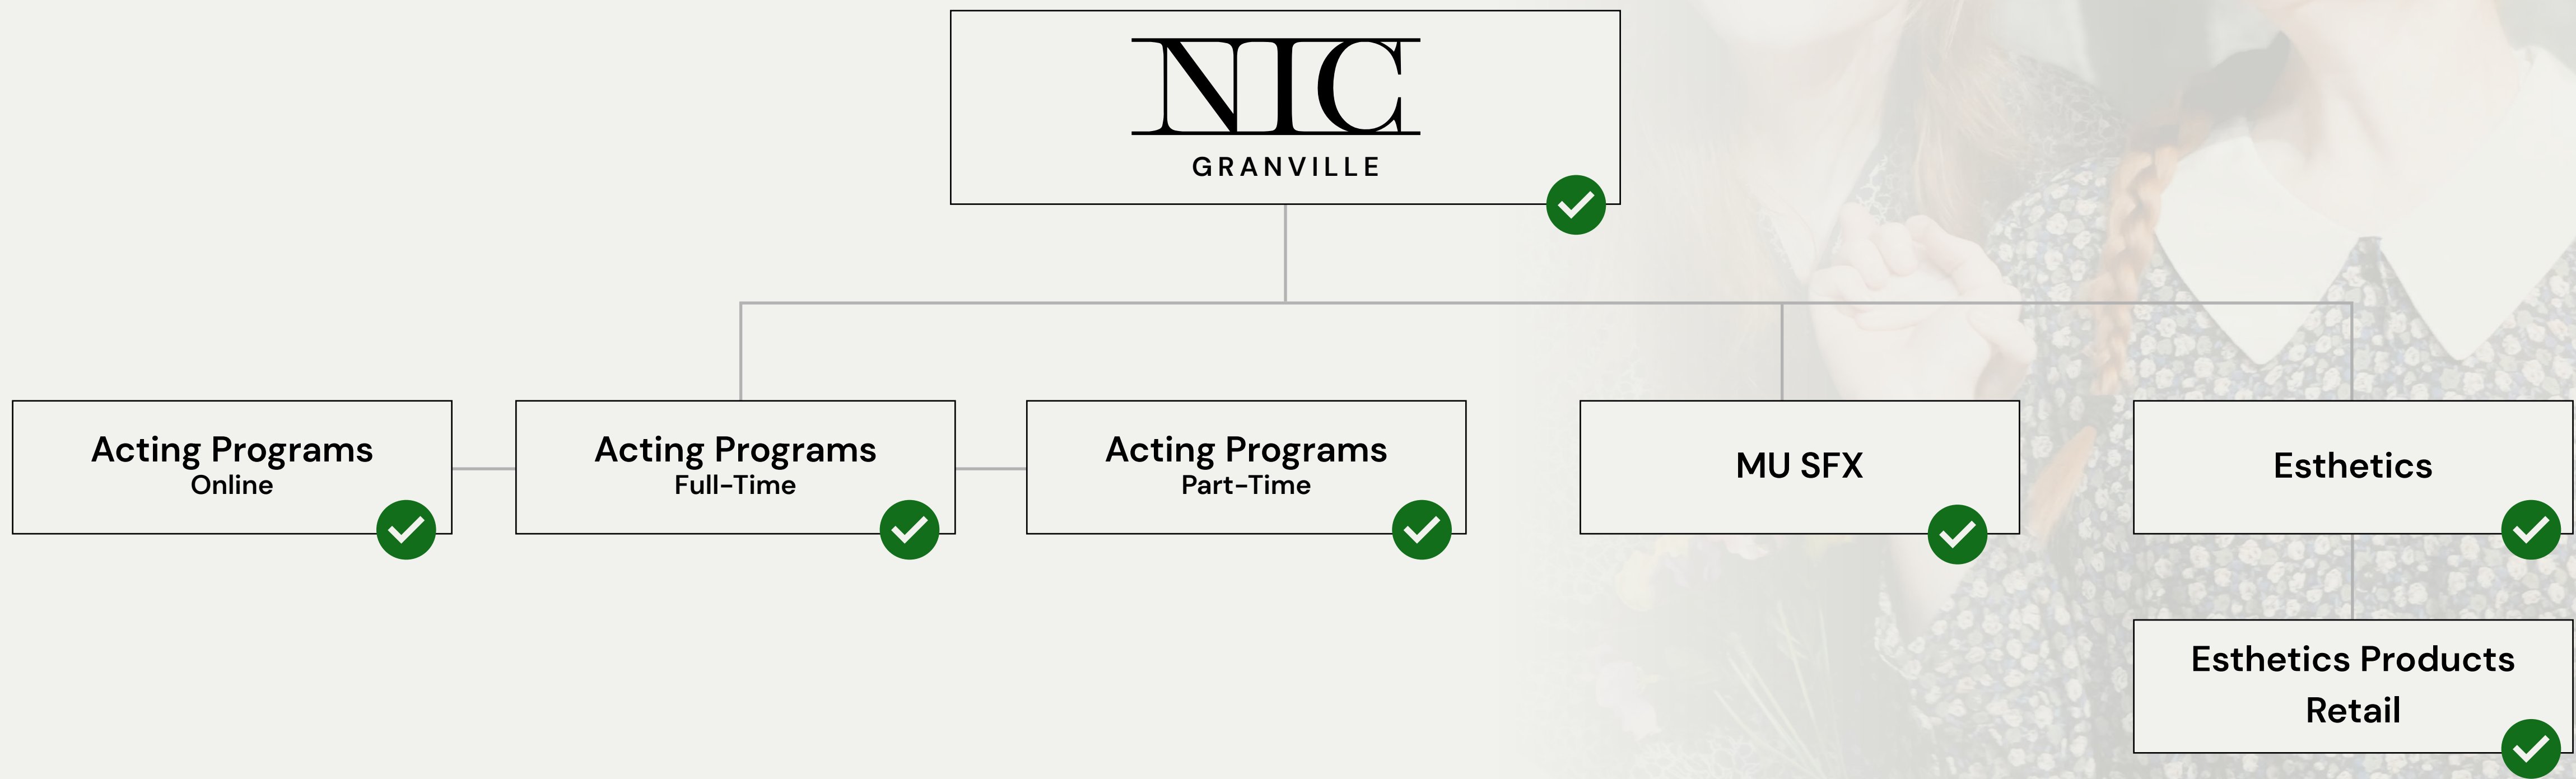 NIC
GRANVILLE
Acting Programs
Online
Acting Programs
Full-Time
Acting Programs
Part-Time
MU SFX
Esthetics
Esthetics Products
Retail